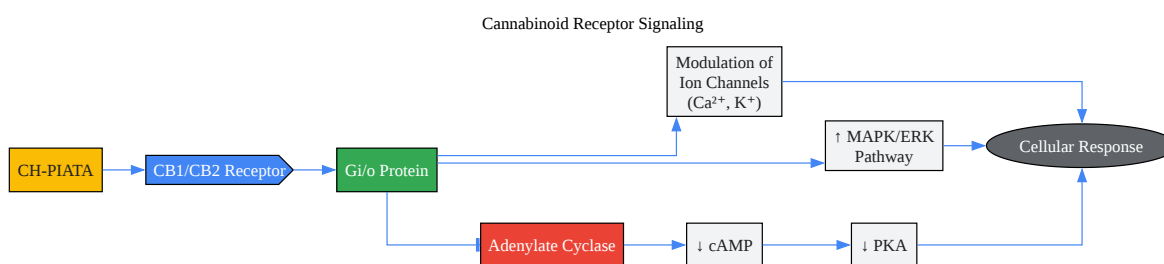 Cannabinoid Receptor Signaling
Modulation of
Ion Channels
(Ca²⁺, K⁺)
↑ MAPK/ERK
Pathway
Cellular Response
CH-PIATA
CB1/CB2 Receptor
Gi/o Protein
Adenylate Cyclase
↓ cAMP
↓ PKA